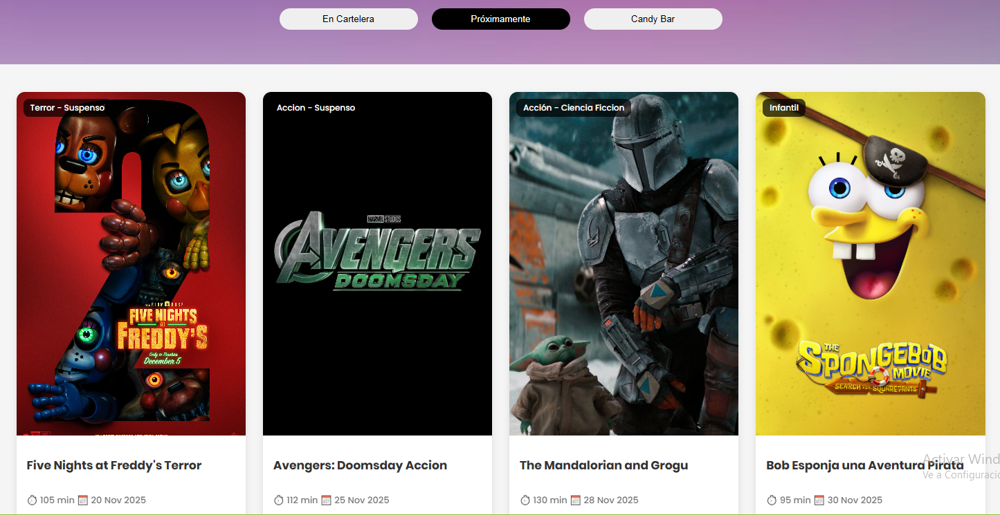 En Cartelera
Próximamente
Candy Bar
Terror - Suspenso
FIVE NIGHTS
AT
FREDDY'S
Only in Theatres
December 5
Five Nights at Freddy's Terror
105 min 20 Nov 2025
Accion - Suspenso
MARVEL STUDIOS
AVENGERS
DOOMSDAY
Avengers: Doomsday Accion
112 min 25 Nov 2025
Acción - Ciencia Ficcion
The Mandalorian and Grogu
130 min 28 Nov 2025
Infantil
THE
SPONGEBOB
MOVIE
SEARCH FOR SQUAREPANTS
Bob Esponja una Aventura Pirata
95 min 30 Nov 2025
Activar Wind
Ve a Configuració